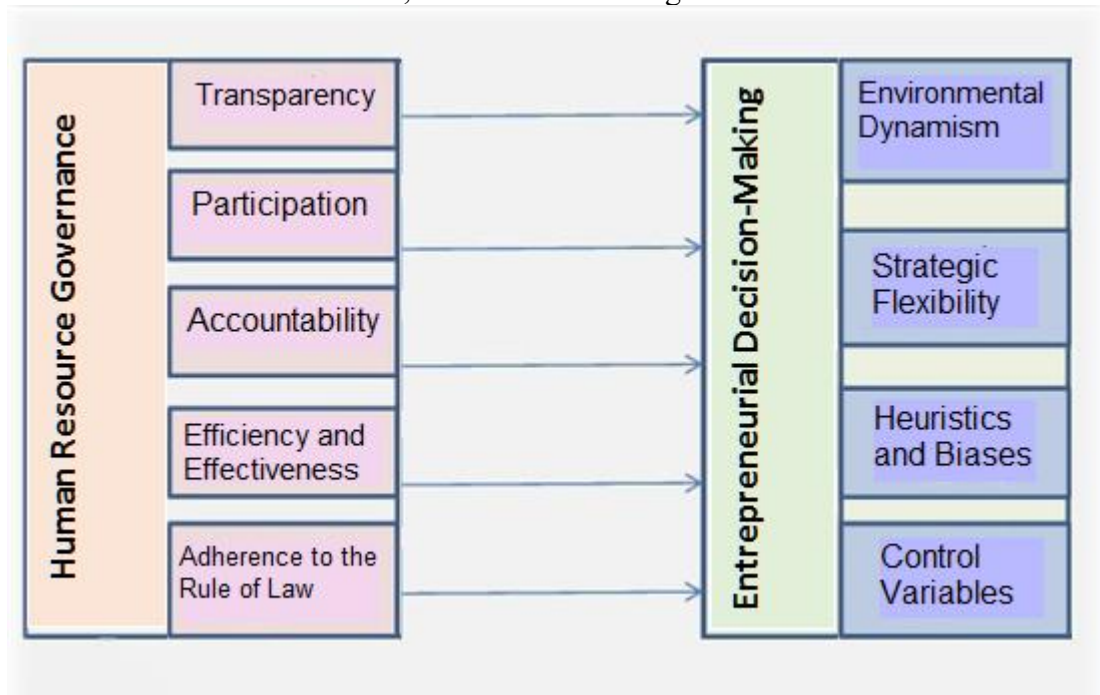 Human Resource Governance
Transparency
Participation
Accountability
Efficiency and
Effectiveness
Adherence to the
Rule of Law
Entrepreneurial Decision-Making
Environmental
Dynamism
Strategic
Flexibility
Heuristics
and Biases
Control
Variables